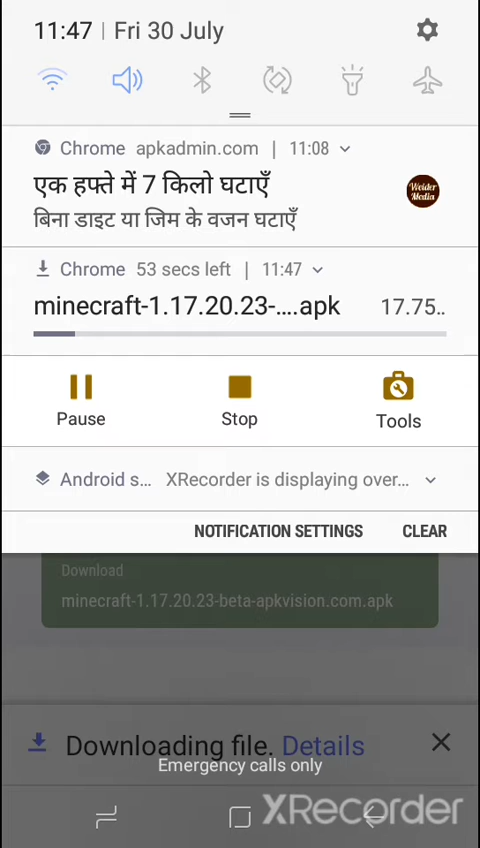 11:47 | Fri 30 July
Chrome apkadmin.com | 11:08
एक हफ्ते में 7 किलो घटाएँ
बिना डाइट या जिम के वजन घटाएँ
Weider
Media
Chrome 53 secs left | 11:47
minecraft-1.17.20.23-....apk 17.75..
Pause Stop Tools
Android s... XRecorder is displaying over...
NOTIFICATION SETTINGS CLEAR
Download
minecraft-1.17.20.23-beta-apkvision.com.apk
Downloading file. Details
Emergency calls only
XRecorder